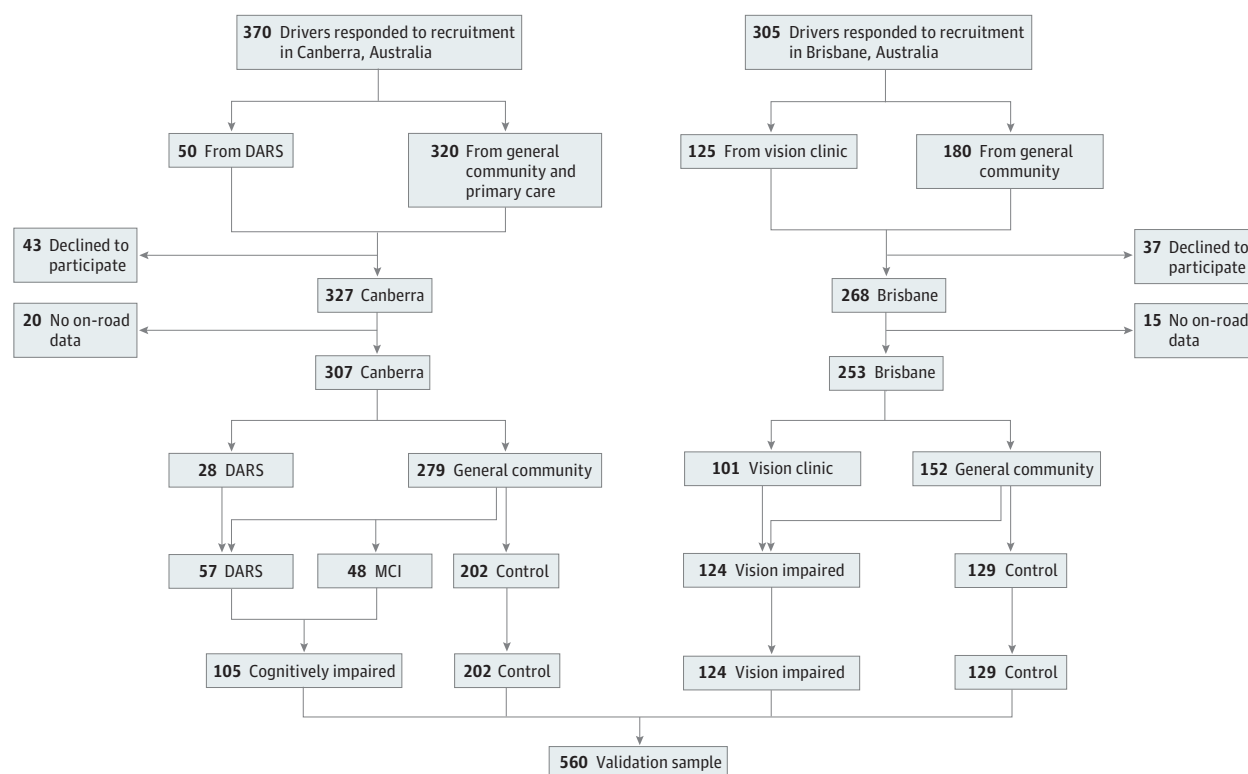 370 Drivers responded to recruitment
in Canberra, Australia
305 Drivers responded to recruitment
in Brisbane, Australia
50 From DARS
320 From general
community and
primary care
125 From vision clinic
180 From general
community
43 Declined to
participate
37 Declined to
participate
327 Canberra
268 Brisbane
20 No on-road
data
15 No on-road
data
307 Canberra
253 Brisbane
28 DARS
279 General community
101 Vision clinic
152 General community
57 DARS
48 MCI
202 Control
124 Vision impaired
129 Control
105 Cognitively impaired
202 Control
124 Vision impaired
129 Control
560 Validation sample